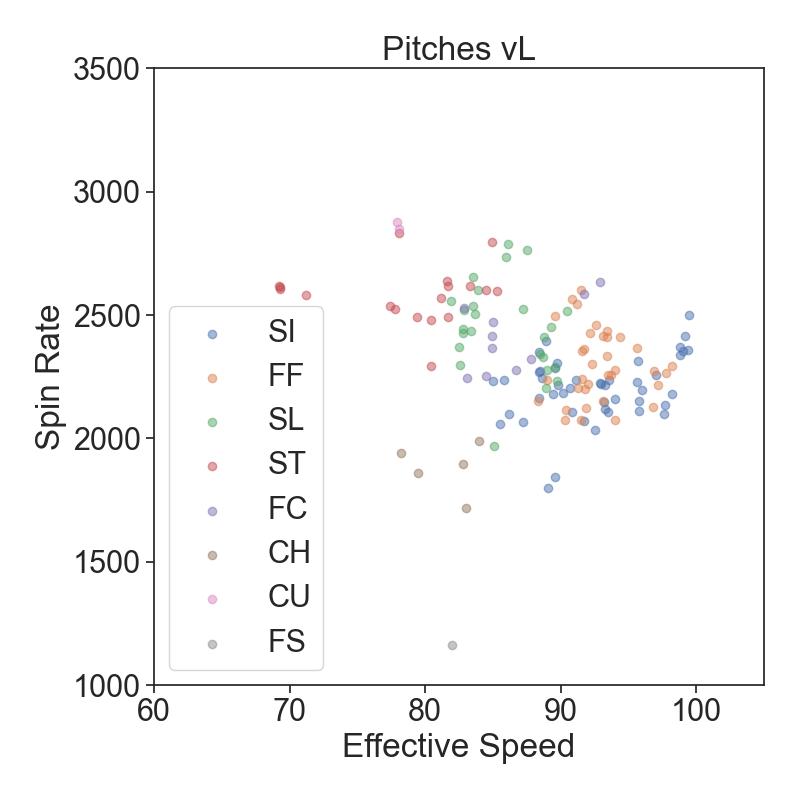 Pitches vL
3500
3000
2500
2000
1500
1000
Spin Rate
SI
FF
SL
ST
FC
CH
CU
FS
60
70
80
90
100
Effective Speed